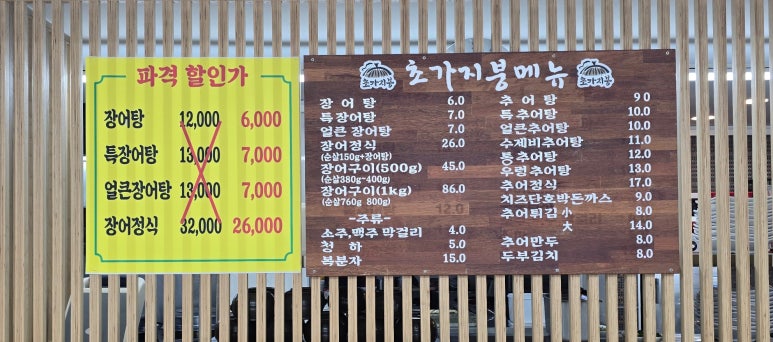 파격 할인가
장어탕 12,000 6,000
특장어탕 13,000 7,000
얼큰장어탕 13,000 7,000
장어정식 32,000 26,000
초가지붕 초가지붕메뉴 초가지붕
장어탕 6.0
특장어탕 7.0
얼큰 장어탕 7.0
장어정식 26.0
(순살150g+장어탕)
장어구이(500g) 45.0
(순살380g~400g)
장어구이(1kg) 86.0
(순살760g 800g)
-주류-
소주,맥주 막걸리 4.0
청하 5.0
복분자 15.0
추어탕 9 0
특추어탕 10.0
얼큰추어탕 10.0
수제비추어탕 11.0
통추어탕 12.0
우렁추어탕 13.0
추어정식 17.0
치즈단호박돈까스 9.0
추어튀김 小 8.0
大 14.0
추어만두 8.0
두부김치 8.0